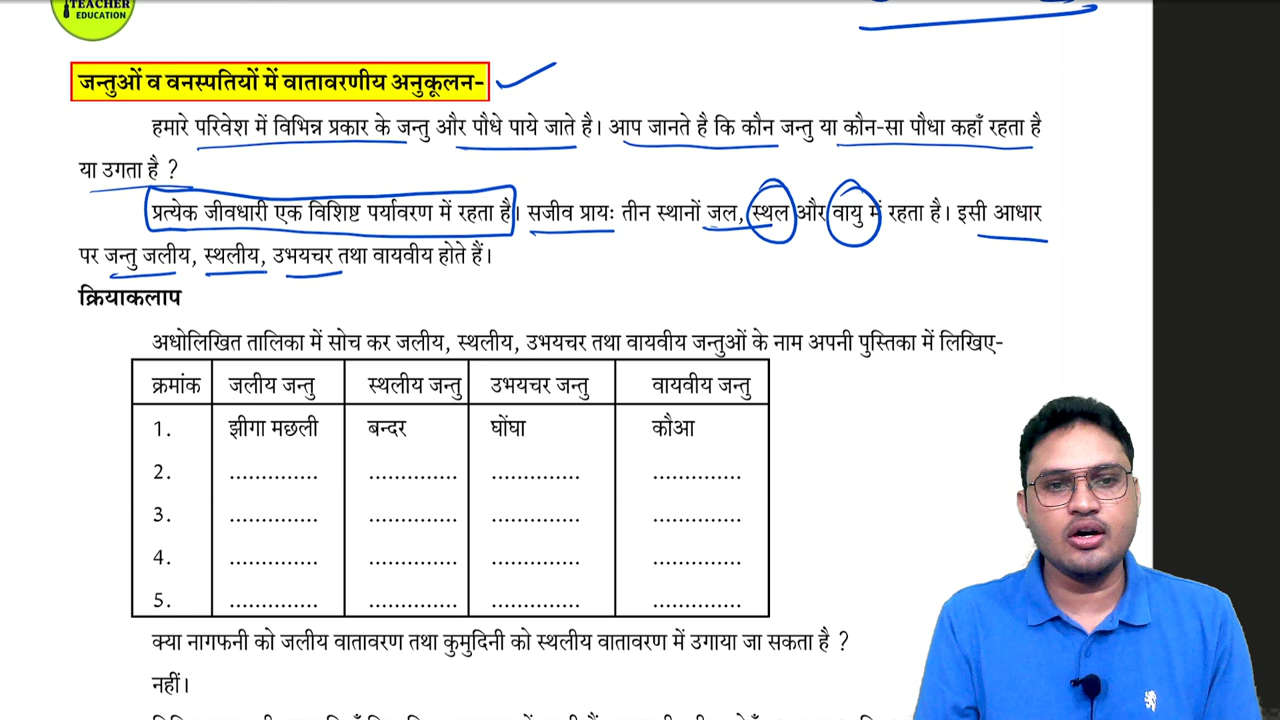 TEACHER
EDUCATION
जन्तुओं व वनस्पतियों में वातावरणीय अनुकूलन-
हमारे परिवेश में विभिन्न प्रकार के जन्तु और पौधे पाये जाते है। आप जानते है कि कौन जन्तु या कौन-सा पौधा कहाँ रहता है
या उगता है ?
प्रत्येक जीवधारी एक विशिष्ट पर्यावरण में रहता है। सजीव प्रायः तीन स्थानों जल, स्थल और वायु में रहता है। इसी आधार
पर जन्तु जलीय, स्थलीय, उभयचर तथा वायवीय होते हैं।
क्रियाकलाप
अधोलिखित तालिका में सोच कर जलीय, स्थलीय, उभयचर तथा वायवीय जन्तुओं के नाम अपनी पुस्तिका में लिखिए-
क्रमांक जलीय जन्तु स्थलीय जन्तु उभयचर जन्तु वायवीय जन्तु
1. झीगा मछली बन्दर घोंघा कौआ
2. .............. .............. .............. ..............
3. .............. .............. .............. ..............
4. .............. .............. .............. ..............
5. .............. .............. .............. ..............
क्या नागफनी को जलीय वातावरण तथा कुमुदिनी को स्थलीय वातावरण में उगाया जा सकता है ?
नहीं।